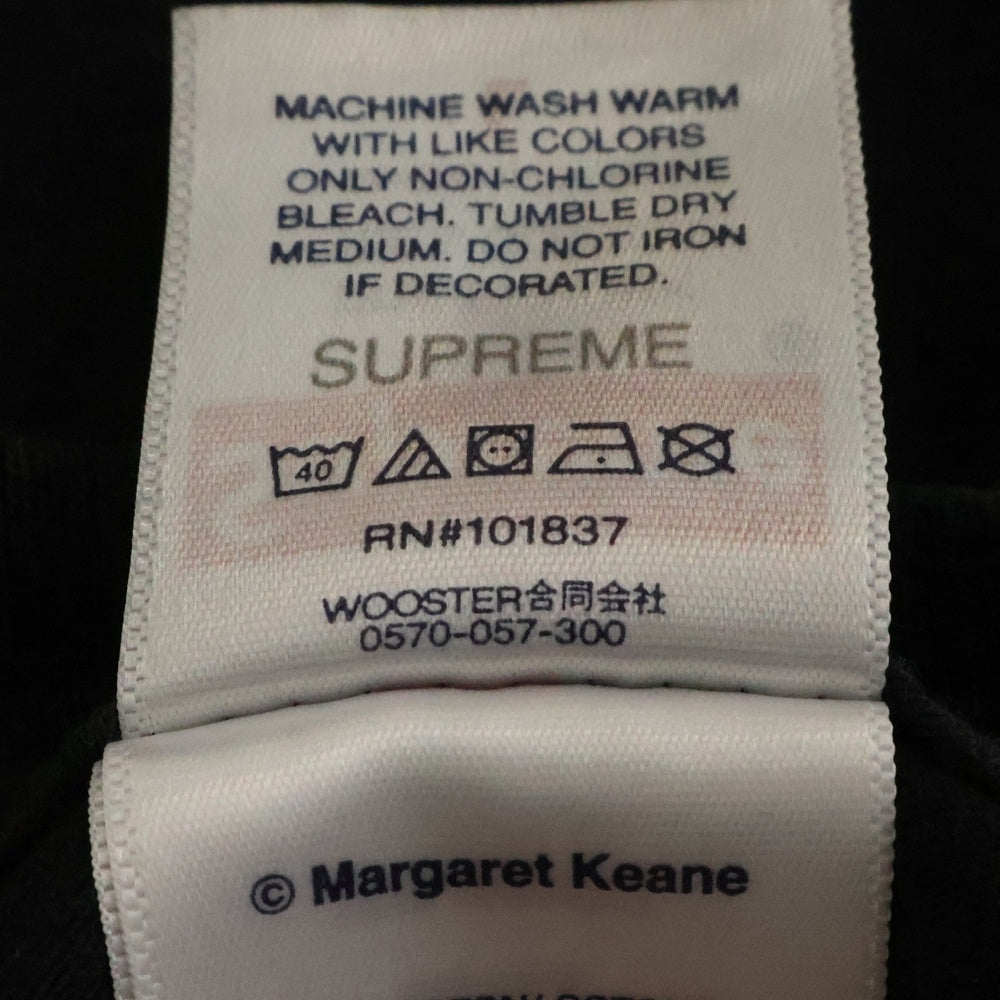 MACHINE WASH WARM
WITH LIKE COLORS
ONLY NON-CHLORINE
BLEACH. TUMBLE DRY
MEDIUM. DO NOT IRON
IF DECORATED.
SUPREME
40
RN#101837
WOOSTER合同会社
0570-057-300
© Margaret Keane